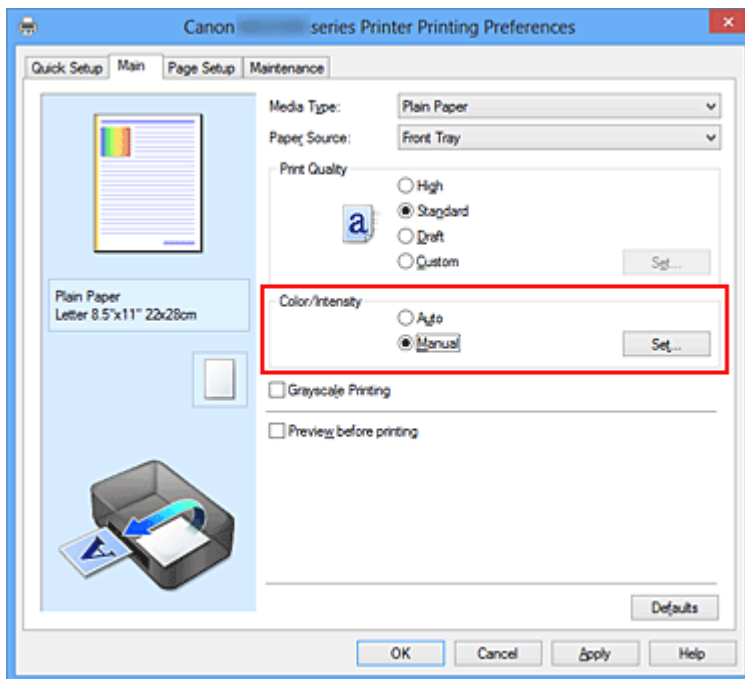 Canon series Printer Printing Preferences
Quick Setup Main Page Setup Maintenance
Media Type: Plain Paper
Paper Source: Front Tray
Print Quality
High
a Standard
Draft
Custom Set...
Plain Paper
Letter 8.5"x11" 22x28cm
Color/Intensity
Auto
Manual Set...
Grayscale Printing
Preview before printing
A
Defaults
OK Cancel Apply Help